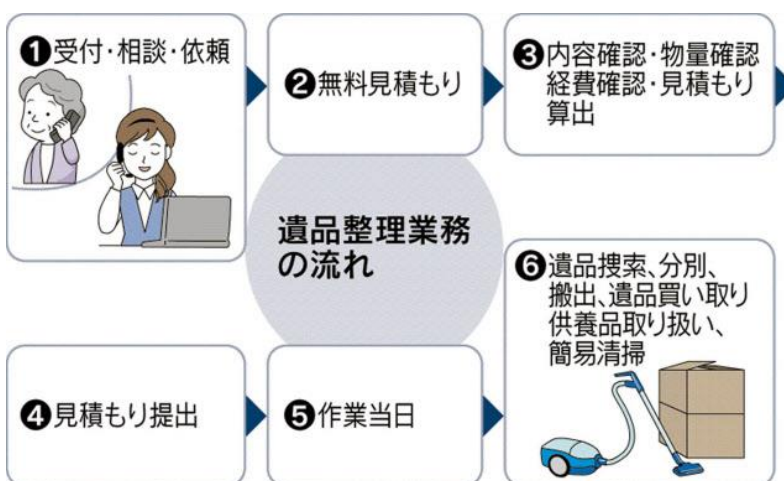 ❶受付・相談・依頼
❷無料見積もり
❸内容確認・物量確認
経費確認・見積もり
算出
遺品整理業務
の流れ
❹見積もり提出
❺作業当日
❻遺品捜索、分別、
搬出、遺品買い取り
供養品取り扱い、
簡易清掃